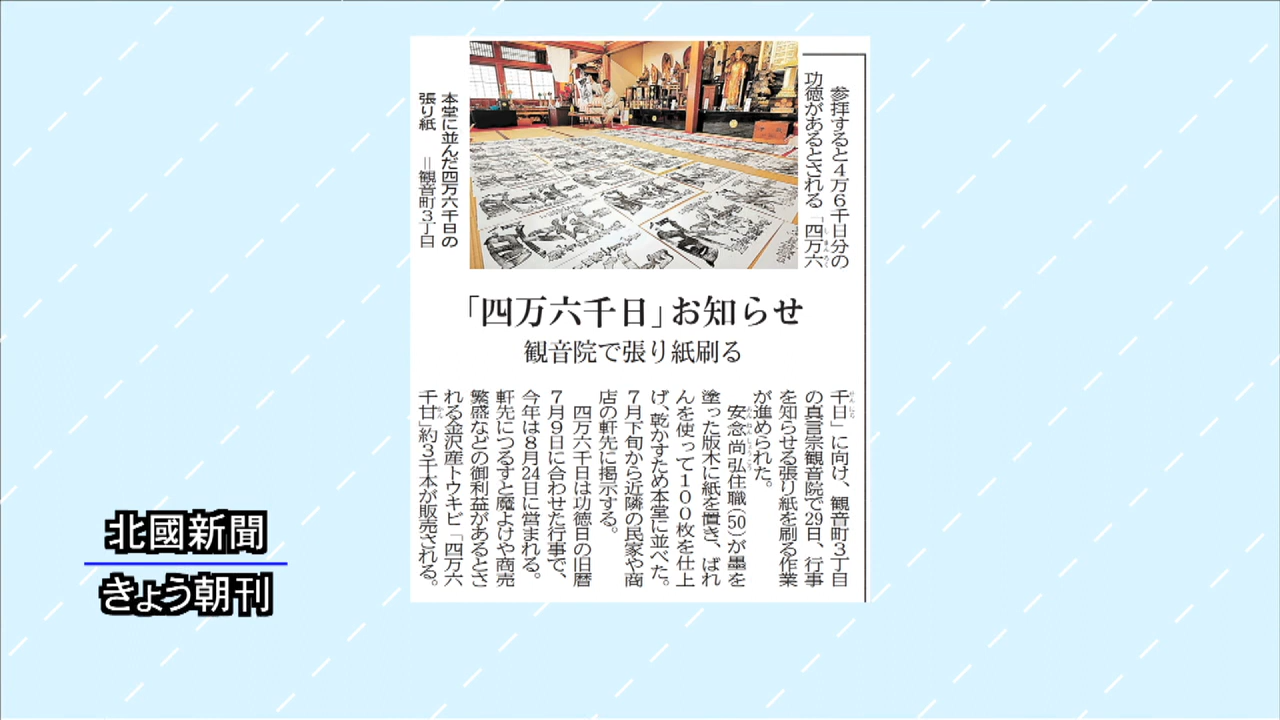 参拝すると４万６千日分の
功徳があるとされる「四万六
「四万六千日」お知らせ
観音院で張り紙刷る
本堂に並んだ四万六千日の
張り紙　＝観音町３丁目
千日」に向け、観音町３丁目
の真言宗観音院で29日、行事
を知らせる張り紙を刷る作業
が進められた。
安念尚弘住職（50）が墨を
塗った版木に紙を置き、ばれ
んを使って１００枚を仕上
げ、乾かすため本堂に並べた。
７月下旬から近隣の民家や商
店の軒先に掲示する。
四万六千日は功徳日の旧暦
７月９日に合わせた行事で、
今年は８月24日に営まれる。
軒先につるすと魔よけや商売
繁盛などの御利益があるとさ
れる金沢産トウキビ「四万六
千甘」約３千本が販売される。
北國新聞
きょう朝刊